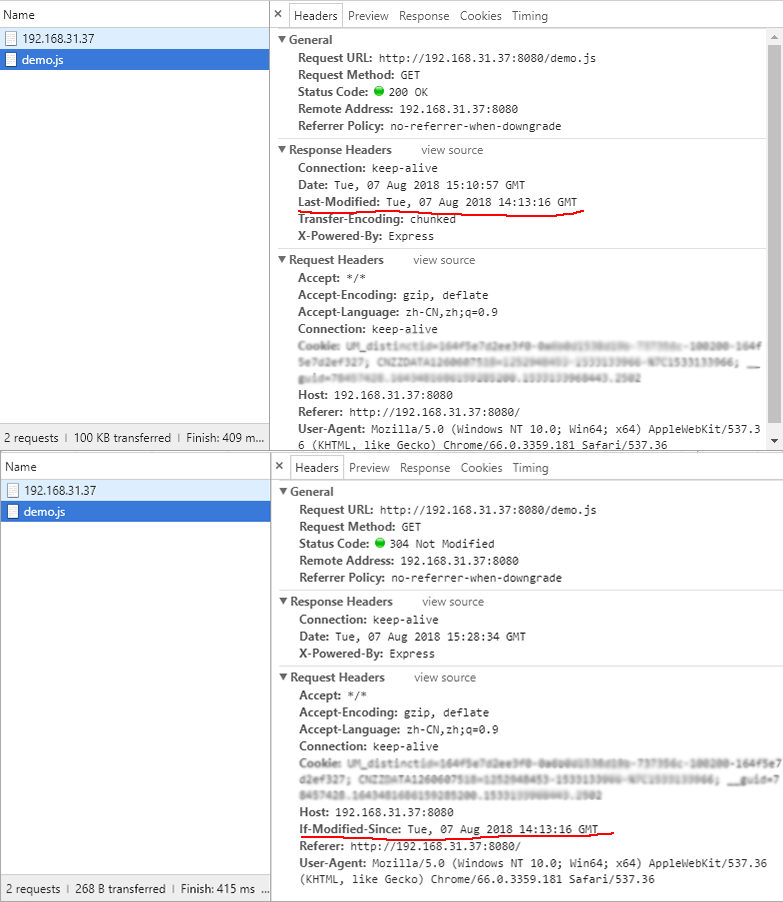 Name
192.168.31.37
demo.js
2 requests | 100 KB transferred | Finish: 409 m...
× Headers Preview Response Cookies Timing
▼ General
Request URL: http://192.168.31.37:8080/demo.js
Request Method: GET
Status Code: 200 OK
Remote Address: 192.168.31.37:8080
Referrer Policy: no-referrer-when-downgrade
▼ Response Headers view source
Connection: keep-alive
Date: Tue, 07 Aug 2018 15:10:57 GMT
Last-Modified: Tue, 07 Aug 2018 14:13:16 GMT
Transfer-Encoding: chunked
X-Powered-By: Express
▼ Request Headers view source
Accept: */*
Accept-Encoding: gzip, deflate
Accept-Language: zh-CN,zh;q=0.9
Connection: keep-alive
Cookie:
Host: 192.168.31.37:8080
Referer: http://192.168.31.37:8080/
User-Agent: Mozilla/5.0 (Windows NT 10.0; Win64; x64) AppleWebKit/537.3
6 (KHTML, like Gecko) Chrome/66.0.3359.181 Safari/537.36
Name
192.168.31.37
demo.js
2 requests | 268 B transferred | Finish: 415 ms ...
× Headers Preview Response Cookies Timing
▼ General
Request URL: http://192.168.31.37:8080/demo.js
Request Method: GET
Status Code: 304 Not Modified
Remote Address: 192.168.31.37:8080
Referrer Policy: no-referrer-when-downgrade
▼ Response Headers view source
Connection: keep-alive
Date: Tue, 07 Aug 2018 15:28:34 GMT
X-Powered-By: Express
▼ Request Headers view source
Accept: */*
Accept-Encoding: gzip, deflate
Accept-Language: zh-CN,zh;q=0.9
Connection: keep-alive
Cookie:
Host: 192.168.31.37:8080
If-Modified-Since: Tue, 07 Aug 2018 14:13:16 GMT
Referer: http://192.168.31.37:8080/
User-Agent: Mozilla/5.0 (Windows NT 10.0; Win64; x64) AppleWebKit/537.36
(KHTML, like Gecko) Chrome/66.0.3359.181 Safari/537.36